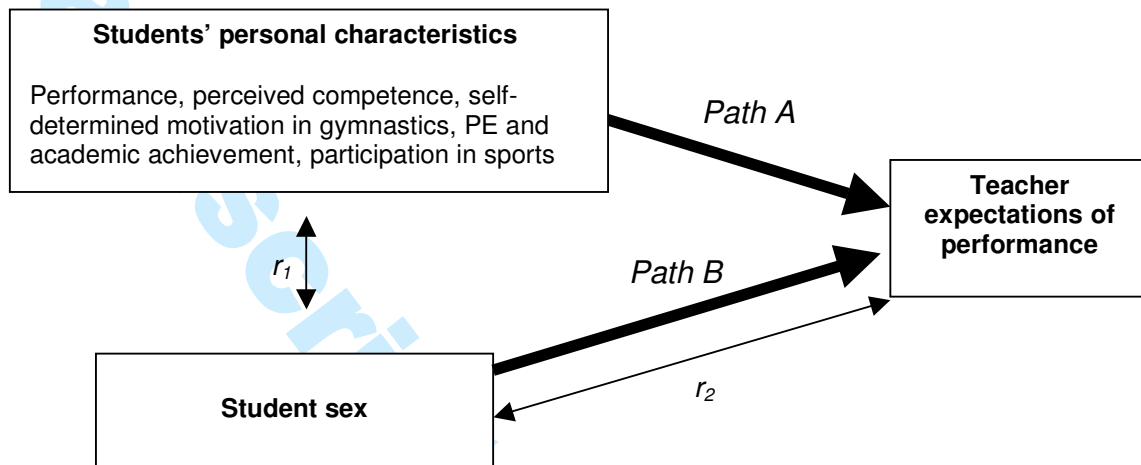 Students’ personal characteristics
Performance, perceived competence, self-
determined motivation in gymnastics, PE and
academic achievement, participation in sports
Path A
Teacher
expectations of
performance
r1
Path B
Student sex
r2